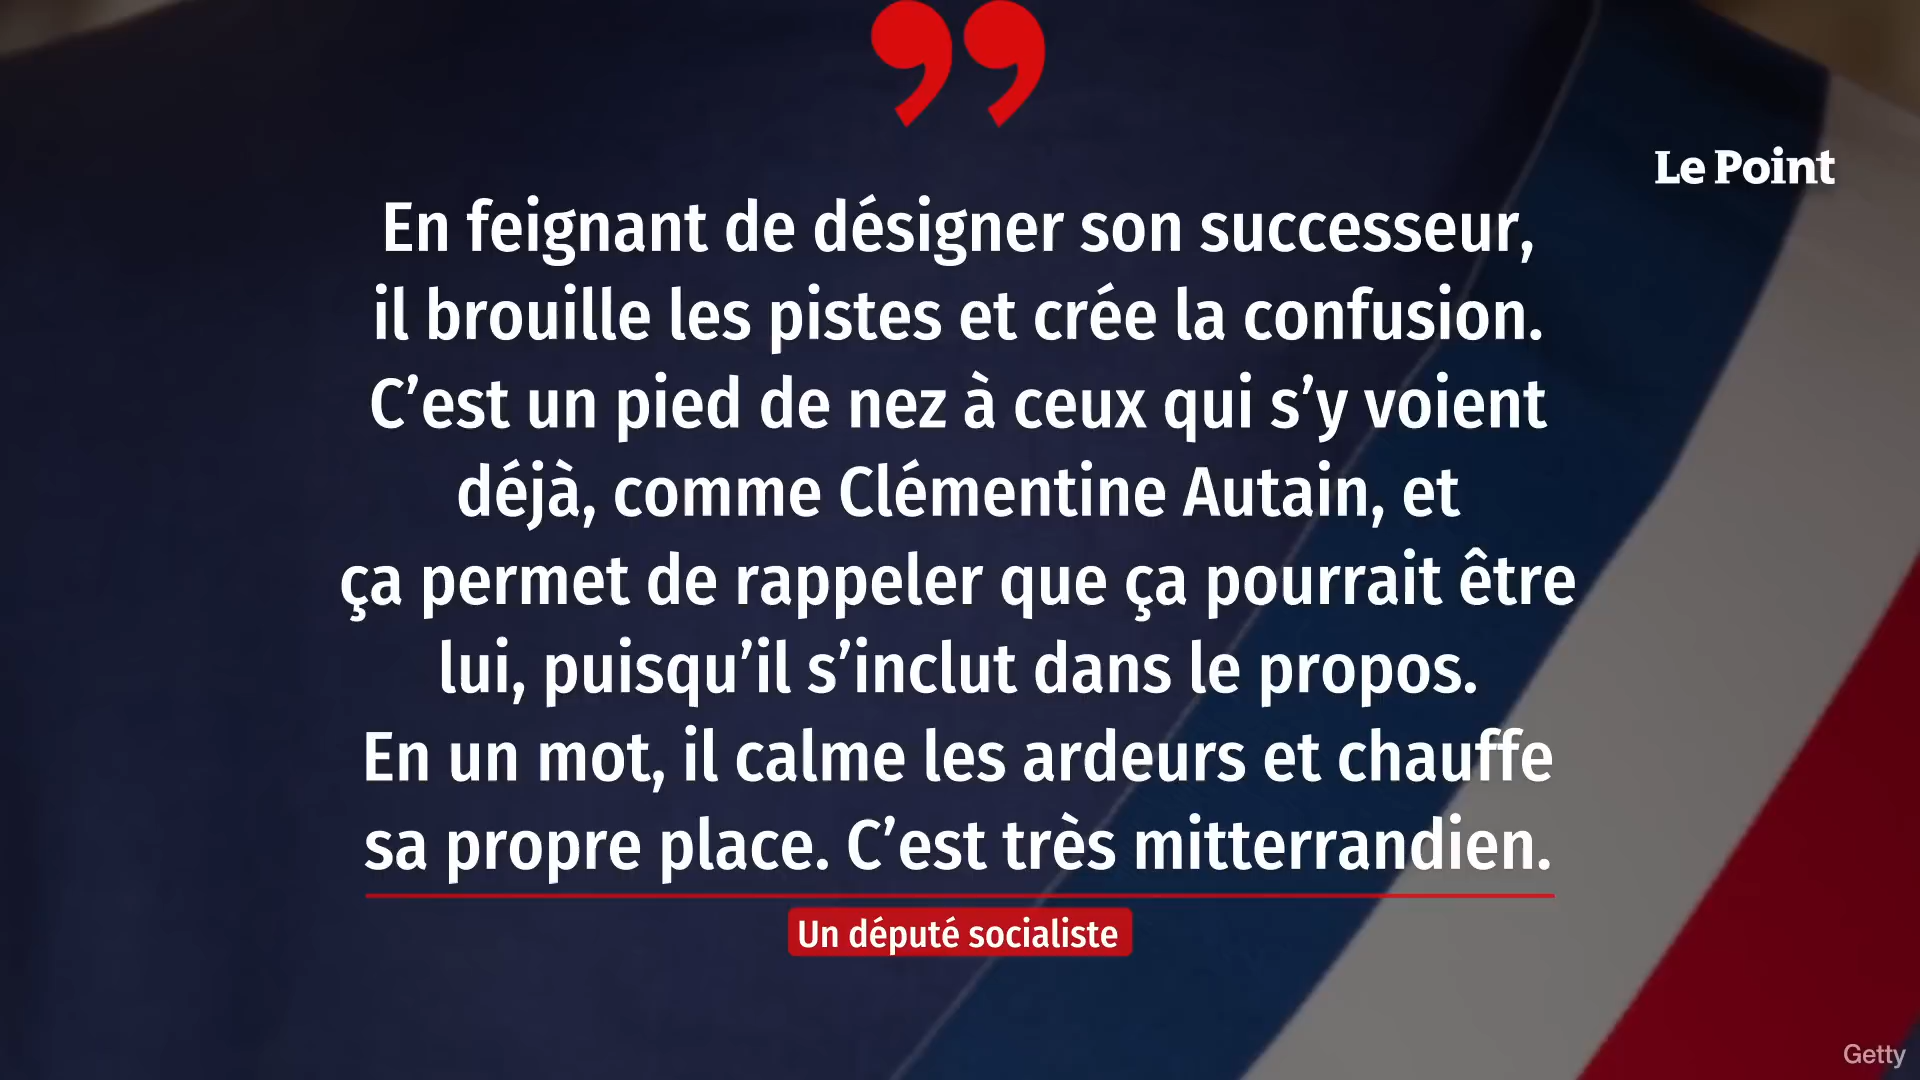 Le Point
En feignant de désigner son successeur,
il brouille les pistes et crée la confusion.
C’est un pied de nez à ceux qui s’y voient
déjà, comme Clémentine Autain, et
ça permet de rappeler que ça pourrait être
lui, puisqu’il s’inclut dans le propos.
En un mot, il calme les ardeurs et chauffe
sa propre place. C’est très mitterrandien.
Un député socialiste
Getty